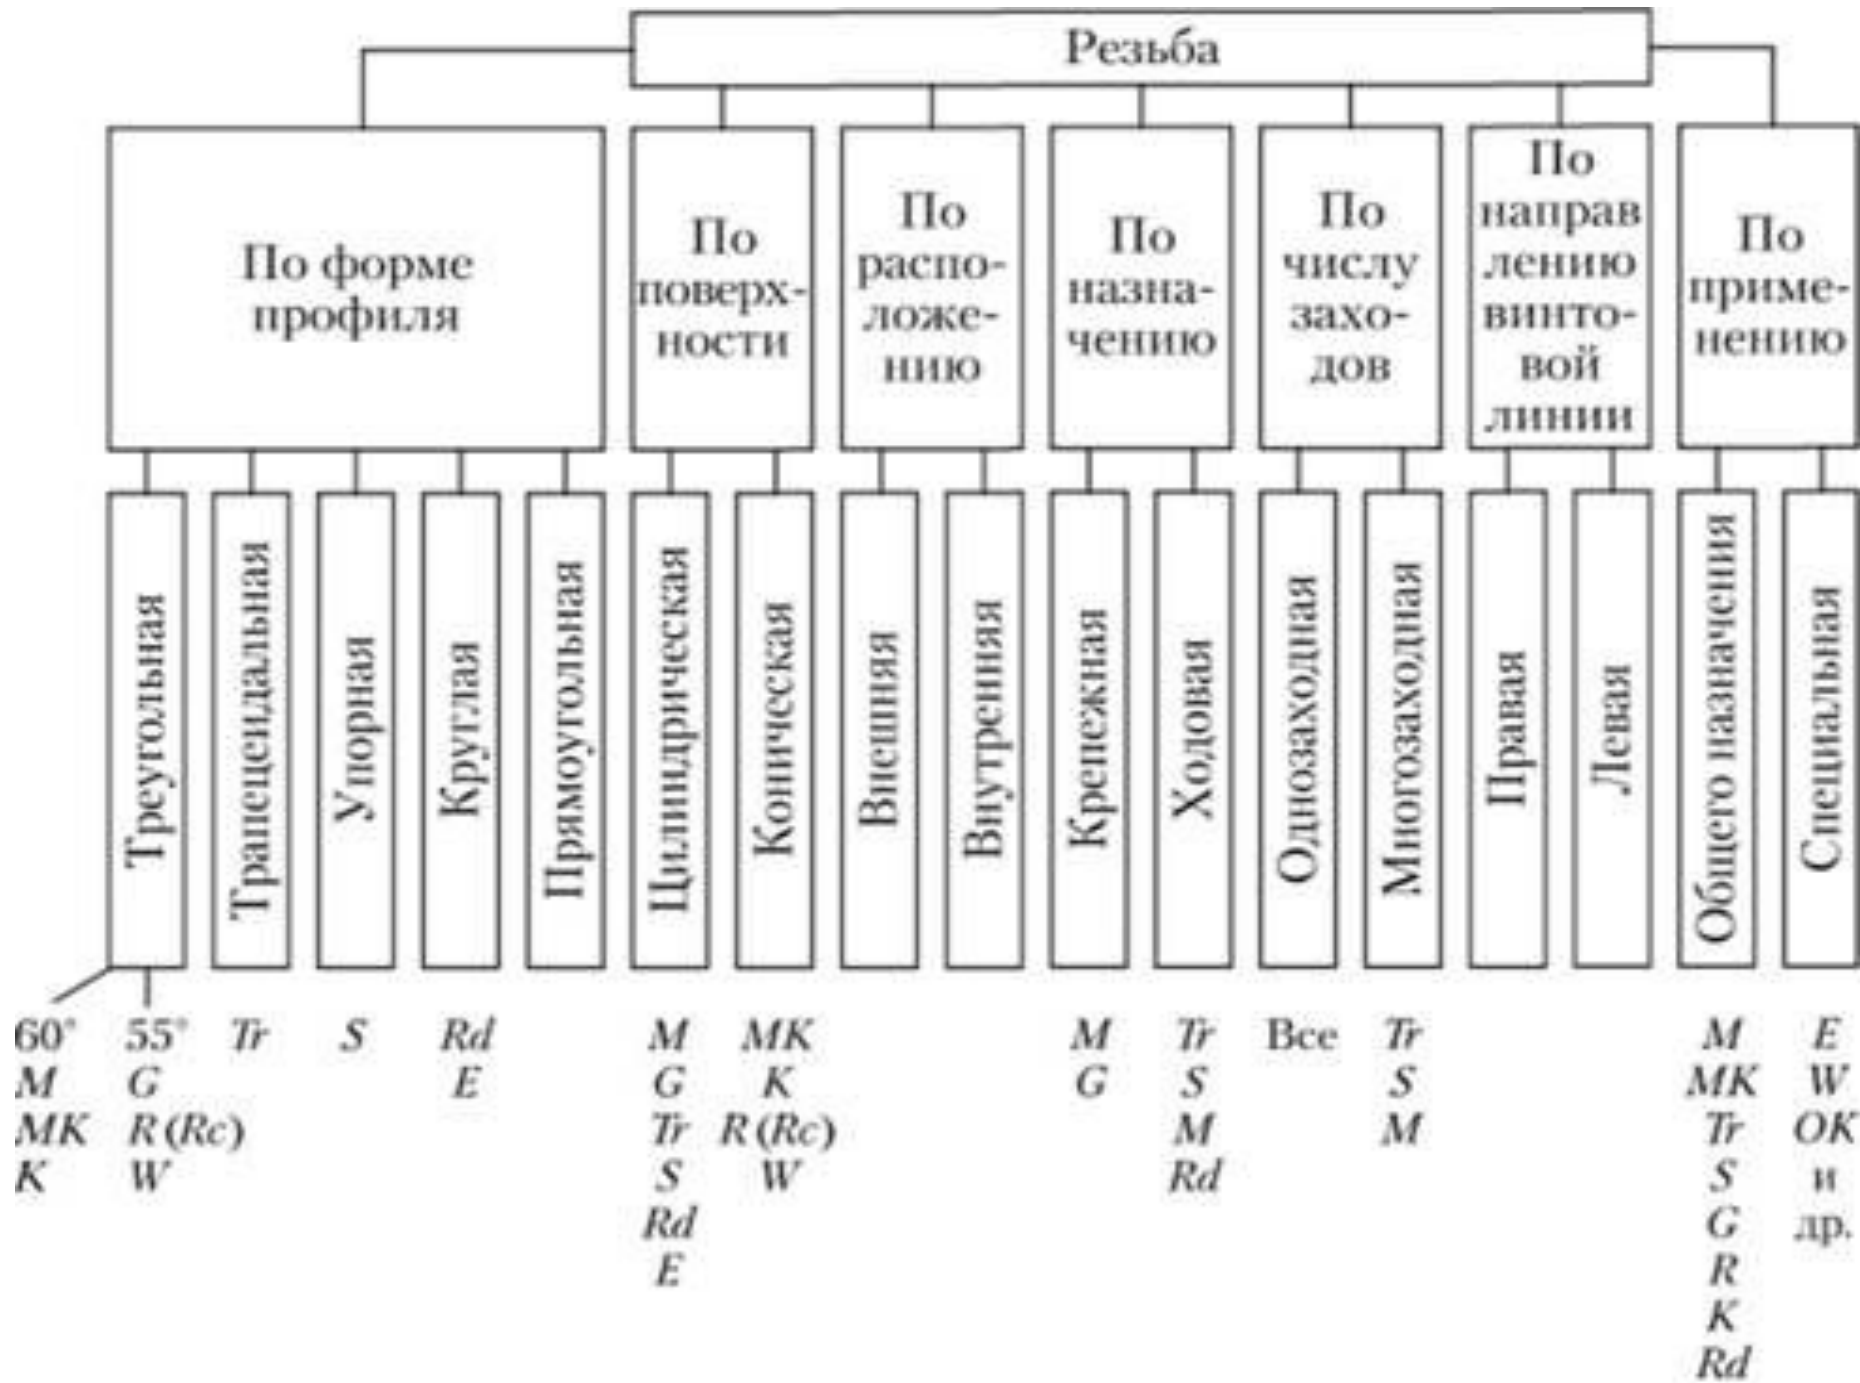 Резьба
По форме
профиля
По
поверх-
ности
По
распо-
ложе-
нию
По
назна-
чению
По
числу
захо-
дов
По
направ
лению
винто-
вой
линии
По
приме-
нению
Треугольная
Трапецеидальная
Упорная
Круглая
Прямоугольная
Цилиндрическая
Коническая
Внешняя
Внутренняя
Крепежная
Ходовая
Однозаходная
Многозаходная
Правая
Левая
Общего назначения
Специальная
60°
M
MK
K
55°
G
R (Rc)
W
Tr
S
Rd
E
M
G
Tr
S
Rd
E
MK
K
R (Rc)
W
M
G
Tr
S
M
Rd
Все
Tr
S
M
M
MK
Tr
S
G
R
K
Rd
E
W
OK
и
др.